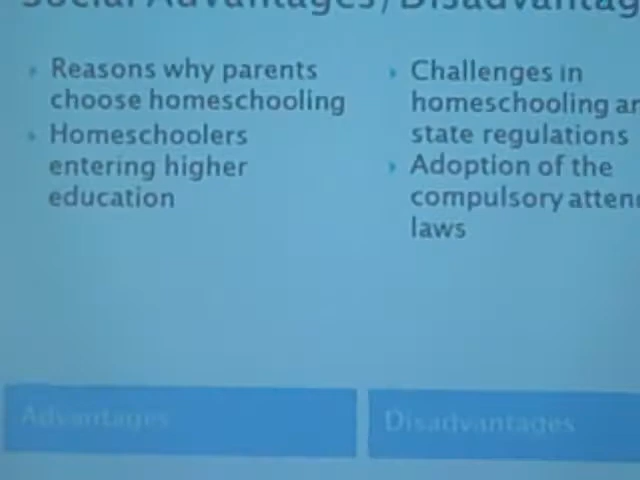 Social Advantages/Disadvantag
Reasons why parents
choose homeschooling
Homeschoolers
entering higher
education
Challenges in
homeschooling an
state regulations
Adoption of the
compulsory atten
laws
Advantages
Disadvantages